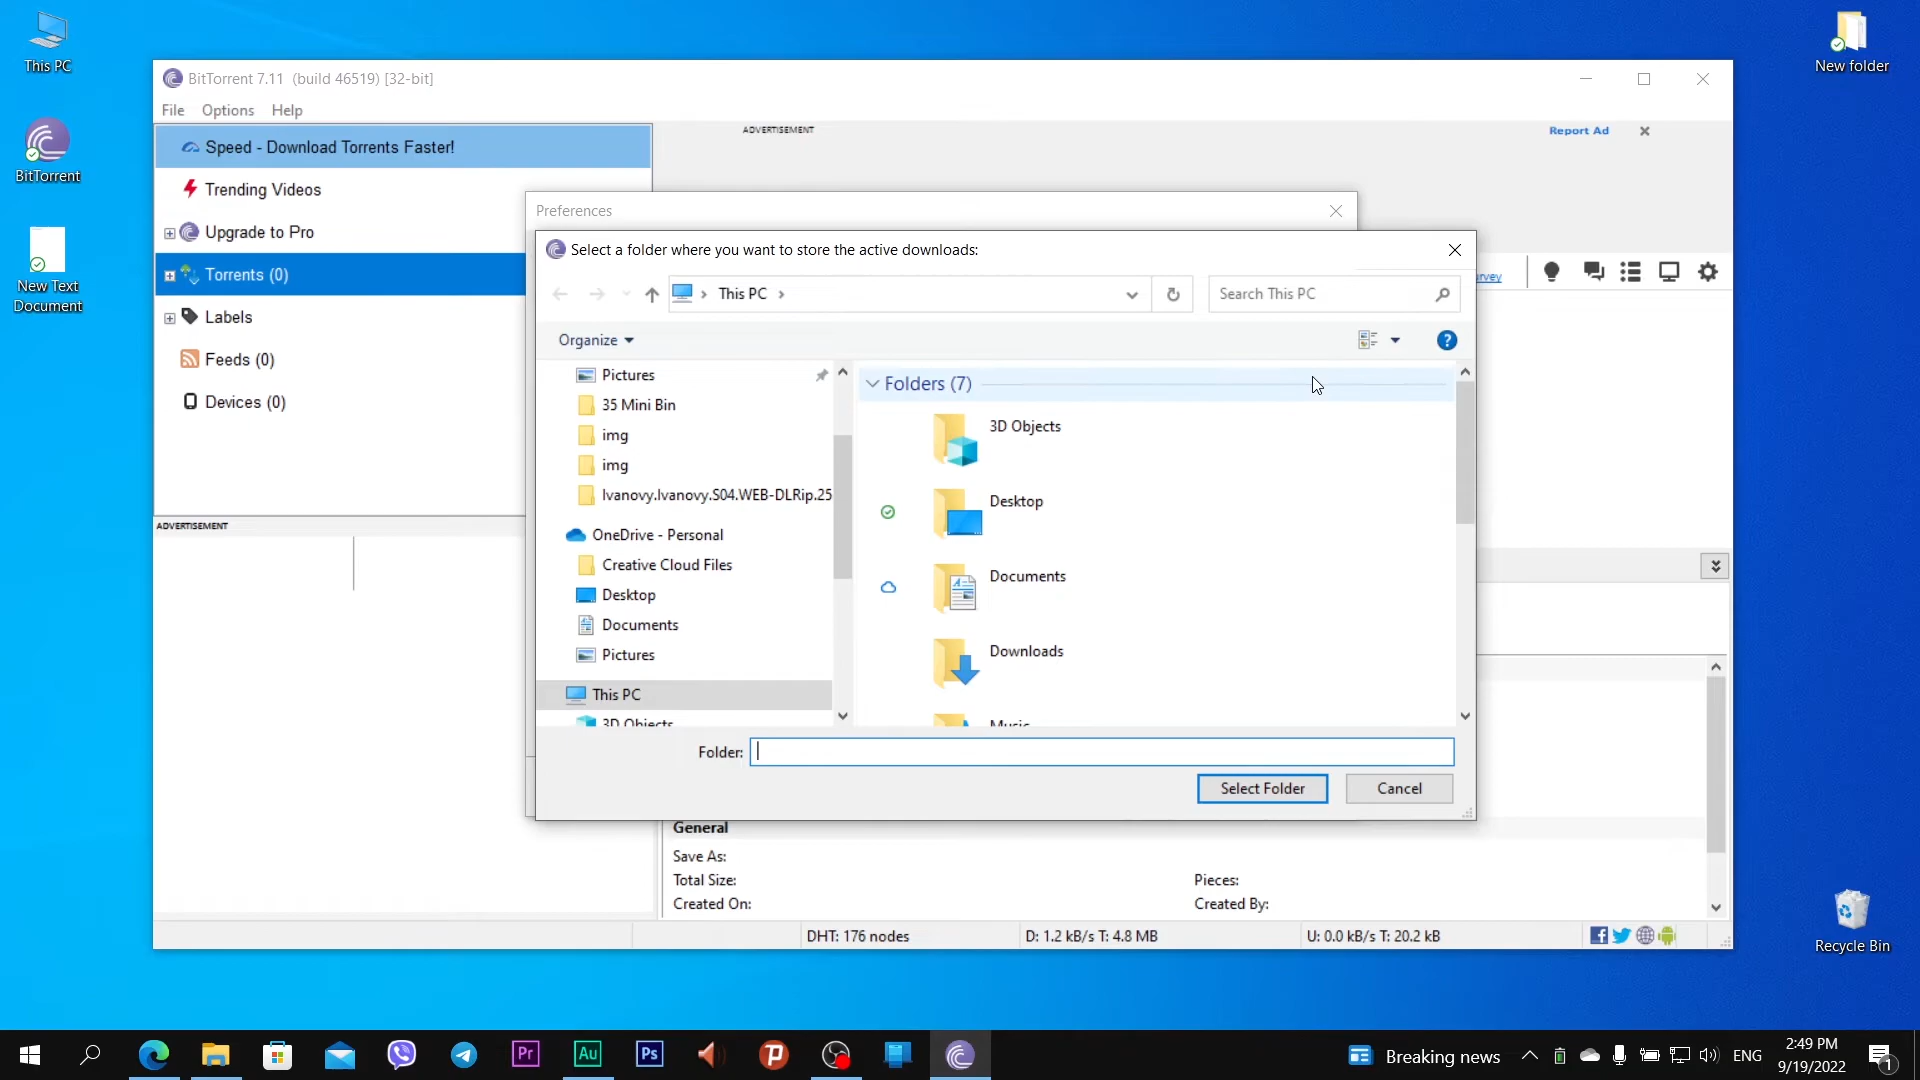 This PC
BitTorrent
New Text
Document
New folder
Recycle Bin
BitTorrent 7.11 (build 46519) [32-bit]
File Options Help
Speed - Download Torrents Faster!
Trending Videos
Upgrade to Pro
Torrents (0)
Labels
Feeds (0)
Devices (0)
ADVERTISEMENT
ADVERTISEMENT
Report Ad
Preferences
Select a folder where you want to store the active downloads:
This PC
Search This PC
Organize
Pictures
35 Mini Bin
img
img
Ivanovy.Ivanovy.S04.WEB-DLRip.25
OneDrive - Personal
Creative Cloud Files
Desktop
Documents
Pictures
This PC
3D Objects
Folders (7)
3D Objects
Desktop
Documents
Downloads
Music
Folder:
Select Folder
Cancel
General
Save As:
Total Size:
Pieces:
Created On:
Created By:
DHT: 176 nodes
D: 1.2 kB/s T: 4.8 MB
U: 0.0 kB/s T: 20.2 kB
Pr
Au
Ps
Breaking news
ENG
2:49 PM
9/19/2022
1